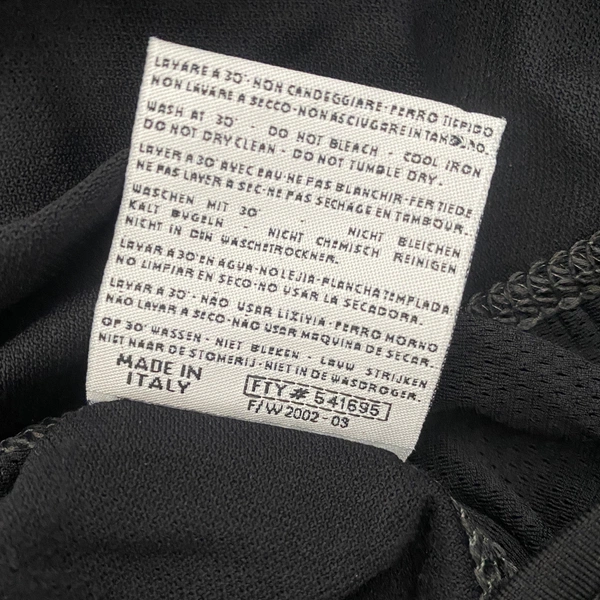 LAVARE A 30°-NON CANDEGGIARE-FERRO TIEPIDO
NON LAVARE A SECCO-NON ASCIUGARE IN TAMBURO.
WASH AT 30° - DO NOT BLEACH - COOL IRON
DO NOT DRY CLEAN - DO NOT TUMBLE DRY.
LAVER A 30° AVEC EAU-NE PAS BLANCHIR-FER TIEDE
NE PAS LAVER A SEC-NE PAS SECHAGE EN TAMBOUR.
WASCHEN MIT 30° - NICHT BLEICHEN
KALT BUGELN - NICHT CHEMISCH REINIGEN
NICHT IN DEN WASCHETROCKNER.
LAVAR A 30°EN AGUA-NO LEJIA-PLANCHA TEMPLADA
NO LIMPIAR EN SECO-NO USAR LA SECADORA.
LAVAR A 30°- NÃO USAR LIXIVIA-FERRO MORNO
NÃO LAVAR A SECO-NÃO USAR MAQUINA DE SECAR.
OP 30° WASSEN - NIET BLEKEN - LAUW STRIJKEN
NIET NAAR DE STOMERIJ-NIET IN DE WASDROGER.
MADE IN
ITALY
FTY # 541695
F/W 2002-03